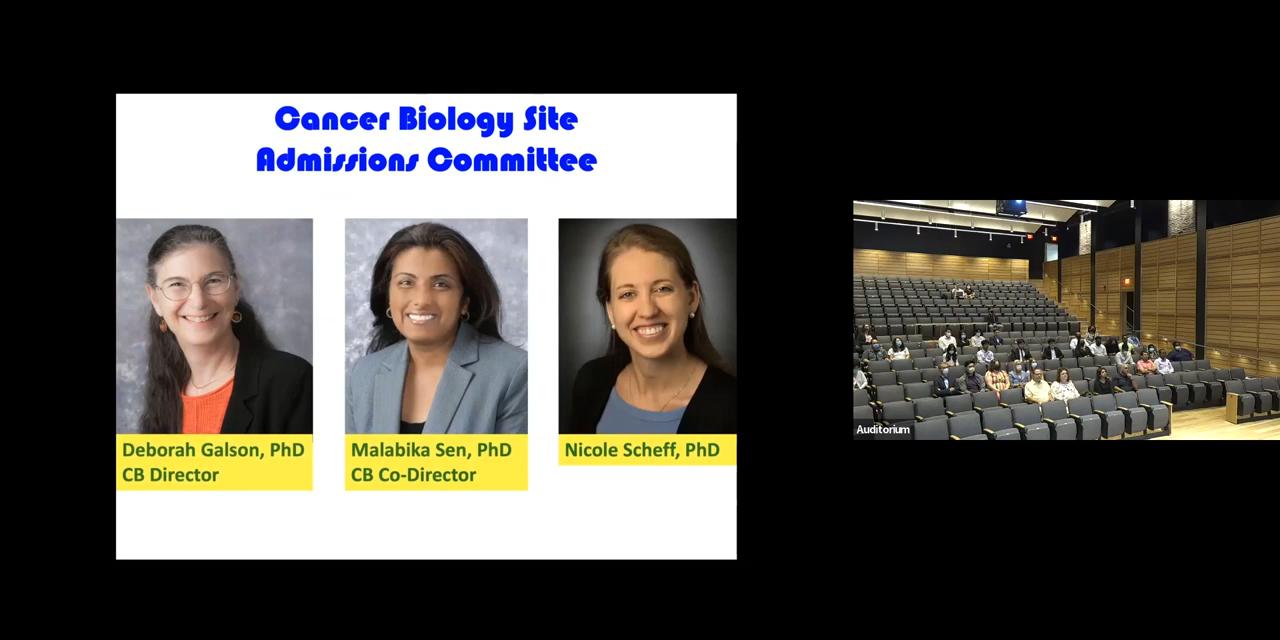 Cancer Biology Site
Admissions Committee
Deborah Galson, PhD
CB Director
Malabika Sen, PhD
CB Co-Director
Nicole Scheff, PhD
Auditorium